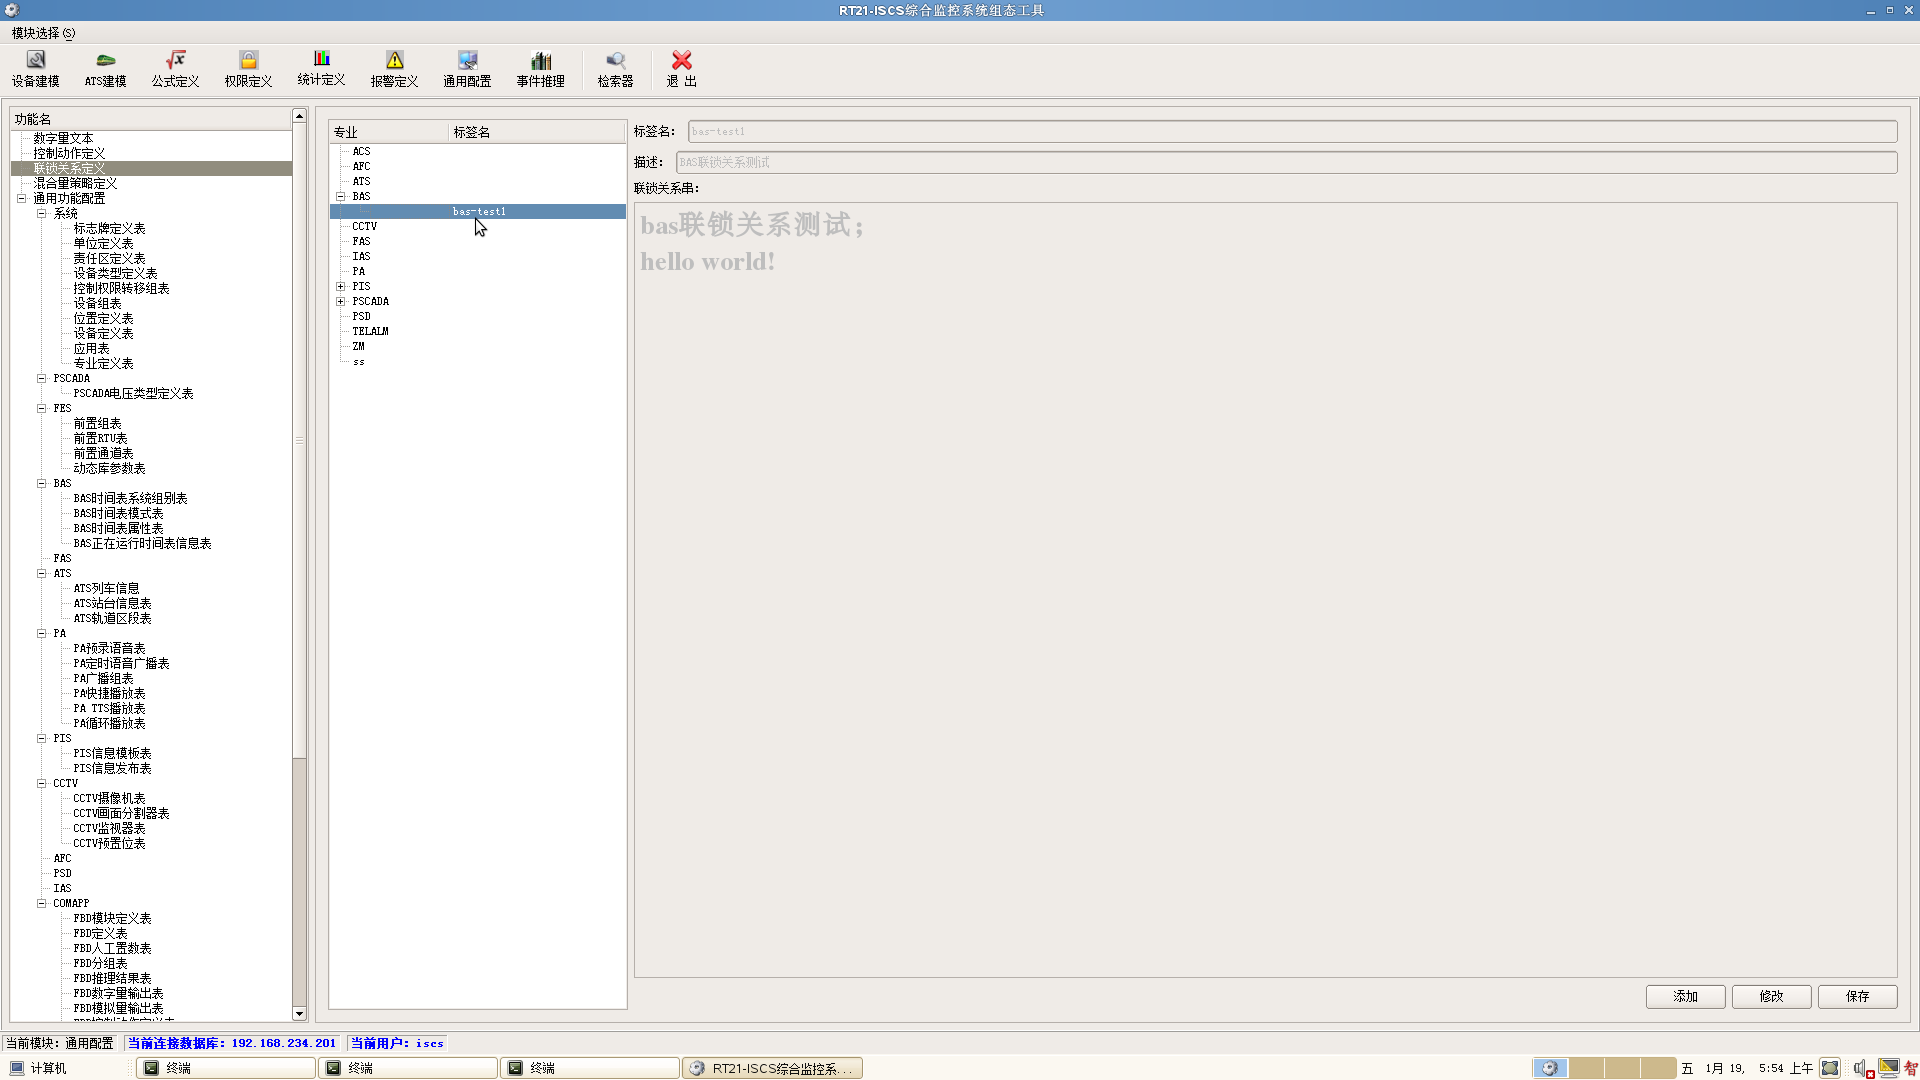 RT21-ISCS综合监控系统组态工具
模块选择 (S)
设备建模
ATS建模
公式定义
权限定义
统计定义
报警定义
通用配置
事件推理
检索器
退 出
功能名
数字量文本
控制动作定义
联锁关系定义
混合量策略定义
通用功能配置
系统
标志牌定义表
单位定义表
责任区定义表
设备类型定义表
控制权限转移组表
设备组表
位置定义表
设备定义表
应用表
专业定义表
PSCADA
PSCADA电压类型定义表
FES
前置组表
前置RTU表
前置通道表
动态库参数表
BAS
BAS时间表系统组别表
BAS时间表模式表
BAS时间表属性表
BAS正在运行时间表信息表
FAS
ATS
ATS列车信息
ATS站台信息表
ATS轨道区段表
PA
PA预录语音表
PA定时语音广播表
PA广播组表
PA快捷播放表
PA TTS播放表
PA循环播放表
PIS
PIS信息模板表
PIS信息发布表
CCTV
CCTV摄像机表
CCTV画面分割器表
CCTV监视器表
CCTV预置位表
AFC
PSD
IAS
COMAPP
FBD模块定义表
FBD定义表
FBD人工置数表
FBD分组表
FBD推理结果表
FBD数字量输出表
FBD模拟量输出表
专业 标签名
ACS
AFC
ATS
BAS
bas-test1
CCTV
FAS
IAS
PA
PIS
PSCADA
PSD
TELALM
ZM
ss
标签名: bas-test1
描述: BAS联锁关系测试
联锁关系串:
bas联锁关系测试；
hello world!
添加 修改 保存
当前模块: 通用配置 当前连接数据库: 192.168.234.201 当前用户: iscs
计算机 终端 终端 终端 RT21-ISCS综合监控系... 五 1月 19, 5:54 上午 智